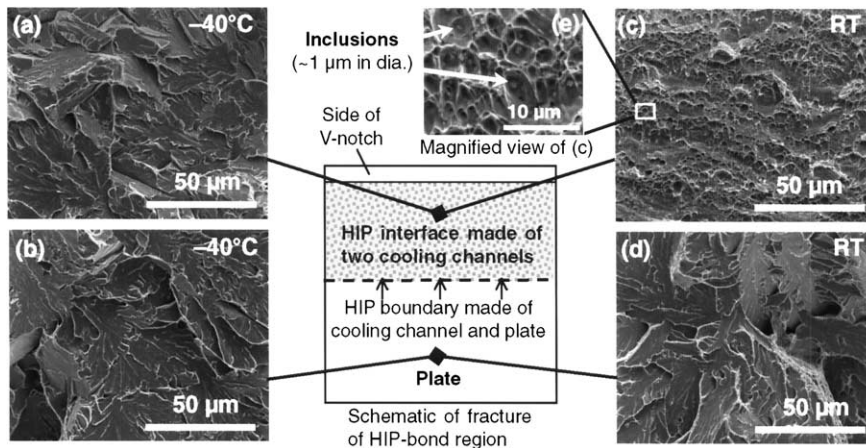 (a)
−40°C
50 µm
(b)
−40°C
50 µm
Inclusions
(~1 µm in dia.)
(e)
10 µm
Magnified view of (c)
Side of
V-notch
HIP interface made of
two cooling channels
HIP boundary made of
cooling channel and plate
Plate
Schematic of fracture
of HIP-bond region
(c)
RT
50 µm
(d)
RT
50 µm